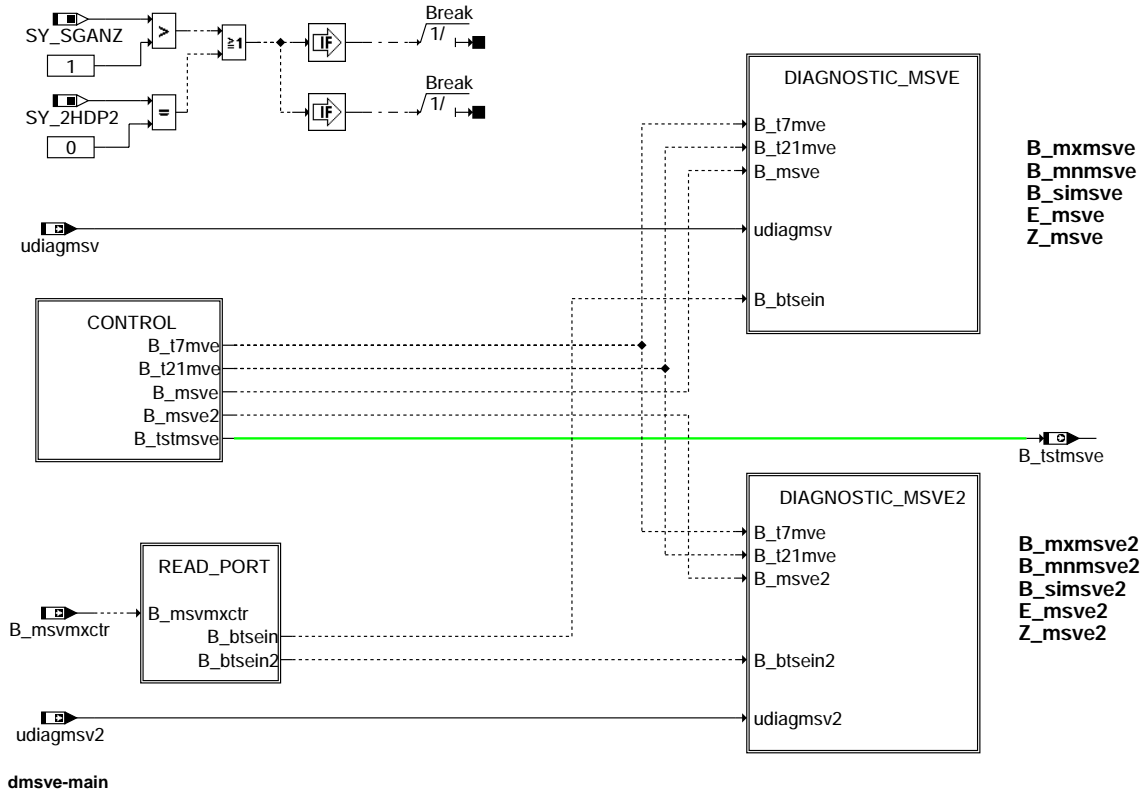 Break
SY_SGANZ
>
≥1
IF
1/
1
Break
SY_2HDP2
=
IF
1/
0
DIAGNOSTIC_MSVE
B_t7mve
B_t21mve
B_msve
udiagmsv
B_btsein
B_mxmsve
B_mnmsve
B_simsve
E_msve
Z_msve
udiagmsv
CONTROL
B_t7mve
B_t21mve
B_msve
B_msve2
B_tstmsve
B_tstmsve
DIAGNOSTIC_MSVE2
B_t7mve
B_t21mve
B_msve2
B_btsein2
udiagmsv2
B_mxmsve2
B_mnmsve2
B_simsve2
E_msve2
Z_msve2
READ_PORT
B_msvmxctr
B_btsein
B_btsein2
B_msvmxctr
udiagmsv2
dmsve-main